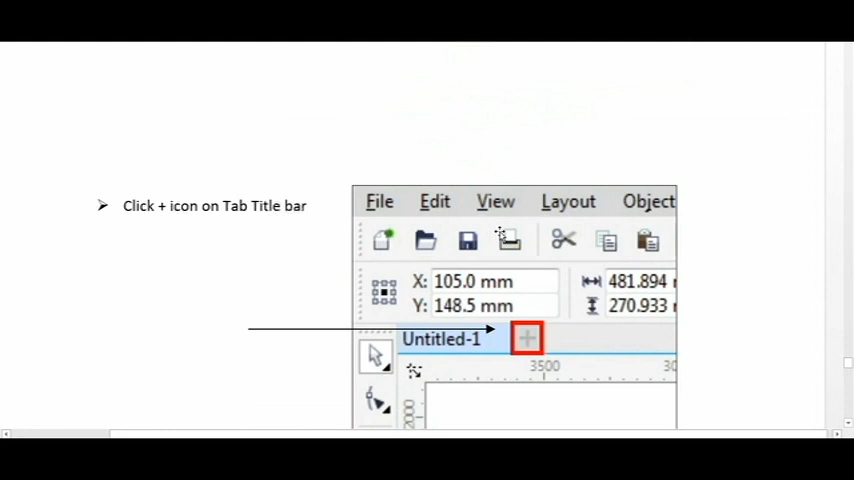 Click + icon on Tab Title bar
File Edit View Layout Object
X: 105.0 mm 481.894
Y: 148.5 mm 270.933
Untitled-1
3500 30
2000